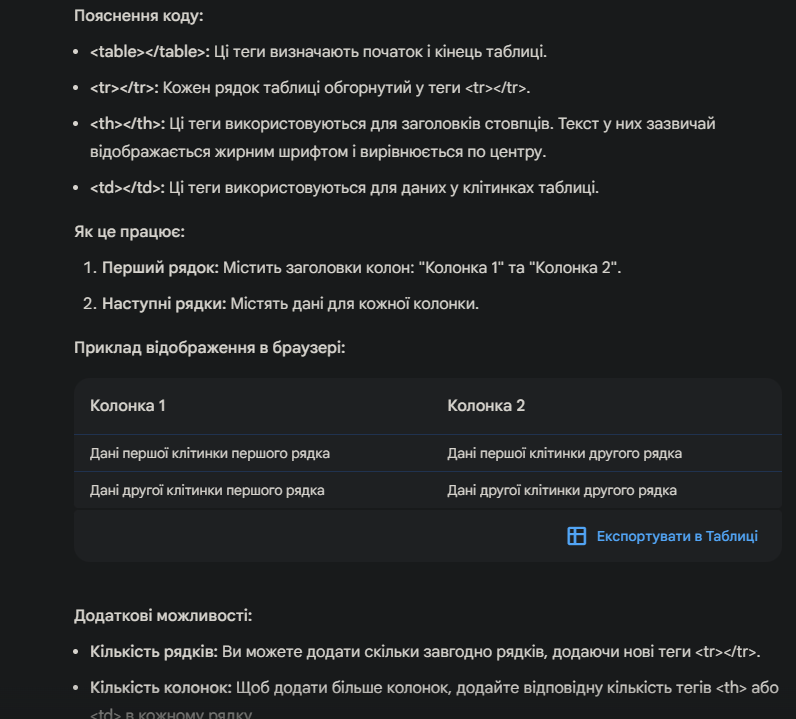 Пояснення коду:
<table></table>: Ці теги визначають початок і кінець таблиці.
<tr></tr>: Кожен рядок таблиці обгорнутий у теги <tr></tr>.
<th></th>: Ці теги використовуються для заголовків стовпців. Текст у них зазвичай
відображається жирним шрифтом і вирівнюється по центру.
<td></td>: Ці теги використовуються для даних у клітинках таблиці.
Як це працює:
1. Перший рядок: Містить заголовки колон: "Колонка 1" та "Колонка 2".
2. Наступні рядки: Містять дані для кожної колонки.
Приклад відображення в браузері:
Колонка 1 Колонка 2
Дані першої клітинки першого рядка Дані першої клітинки другого рядка
Дані другої клітинки першого рядка Дані другої клітинки другого рядка
Експортувати в Таблиці
Додаткові можливості:
Кількість рядків: Ви можете додати скільки завгодно рядків, додаючи нові теги <tr></tr>.
Кількість колонок: Щоб додати більше колонок, додайте відповідну кількість тегів <th> або
<td> в кожному рядку